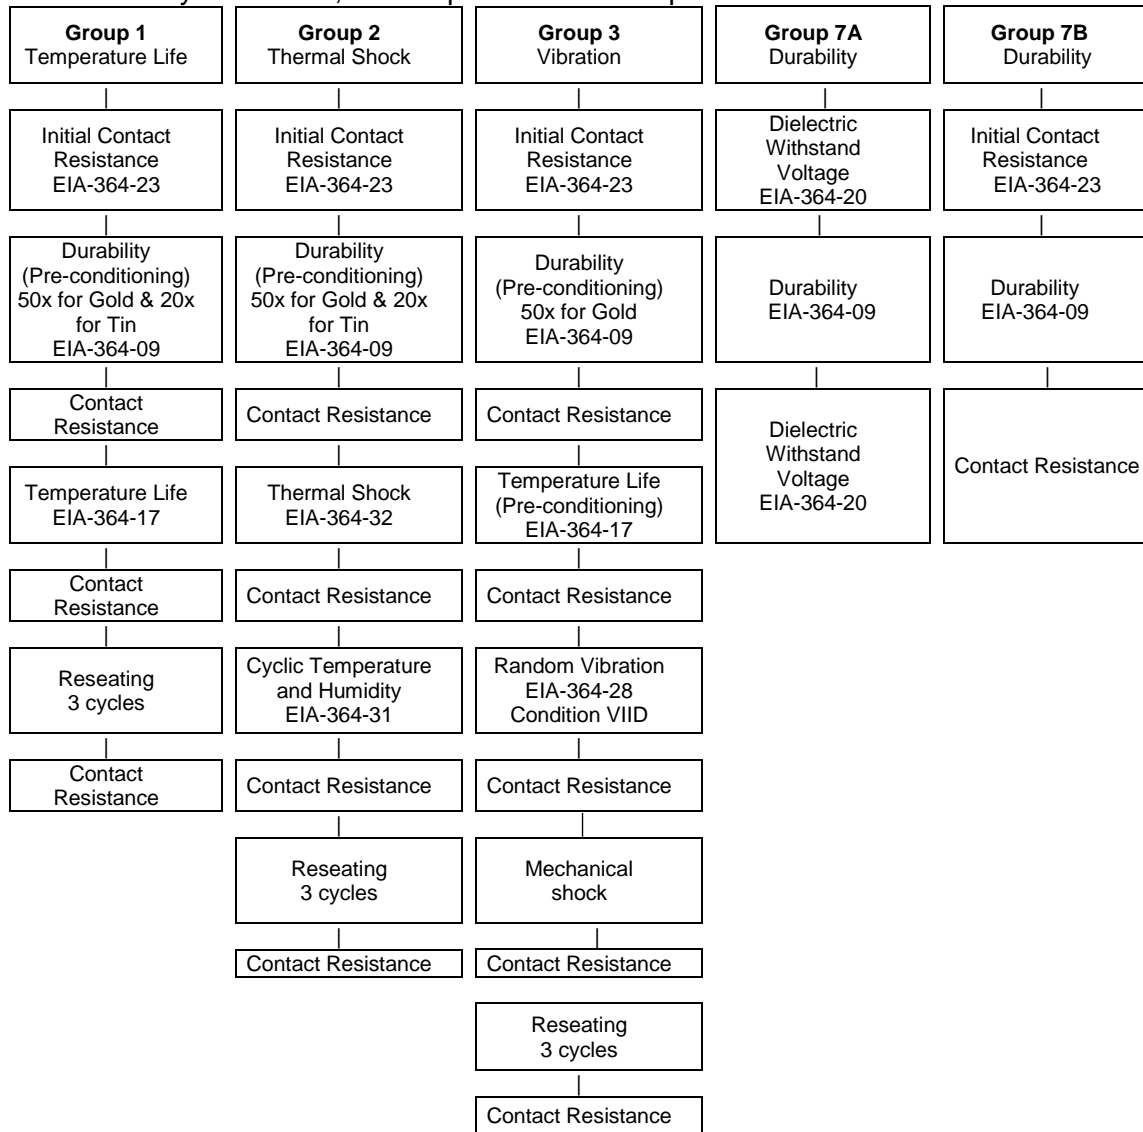 Group 1
Temperature Life
Initial Contact
Resistance
EIA-364-23
Durability
(Pre-conditioning)
50x for Gold & 20x
for Tin
EIA-364-09
Contact
Resistance
Temperature Life
EIA-364-17
Contact
Resistance
Reseating
3 cycles
Contact
Resistance
Group 2
Thermal Shock
Initial Contact
Resistance
EIA-364-23
Durability
(Pre-conditioning)
50x for Gold & 20x
for Tin
EIA-364-09
Contact Resistance
Thermal Shock
EIA-364-32
Contact Resistance
Cyclic Temperature
and Humidity
EIA-364-31
Contact Resistance
Reseating
3 cycles
Contact Resistance
Group 3
Vibration
Initial Contact
Resistance
EIA-364-23
Durability
(Pre-conditioning)
50x for Gold
EIA-364-09
Contact Resistance
Temperature Life
(Pre-conditioning)
EIA-364-17
Contact Resistance
Random Vibration
EIA-364-28
Condition VIID
Contact Resistance
Mechanical
shock
Contact Resistance
Reseating
3 cycles
Contact Resistance
Group 7A
Durability
Dielectric
Withstand
Voltage
EIA-364-20
Durability
EIA-364-09
Dielectric
Withstand
Voltage
EIA-364-20
Group 7B
Durability
Initial Contact
Resistance
EIA-364-23
Durability
EIA-364-09
Contact Resistance